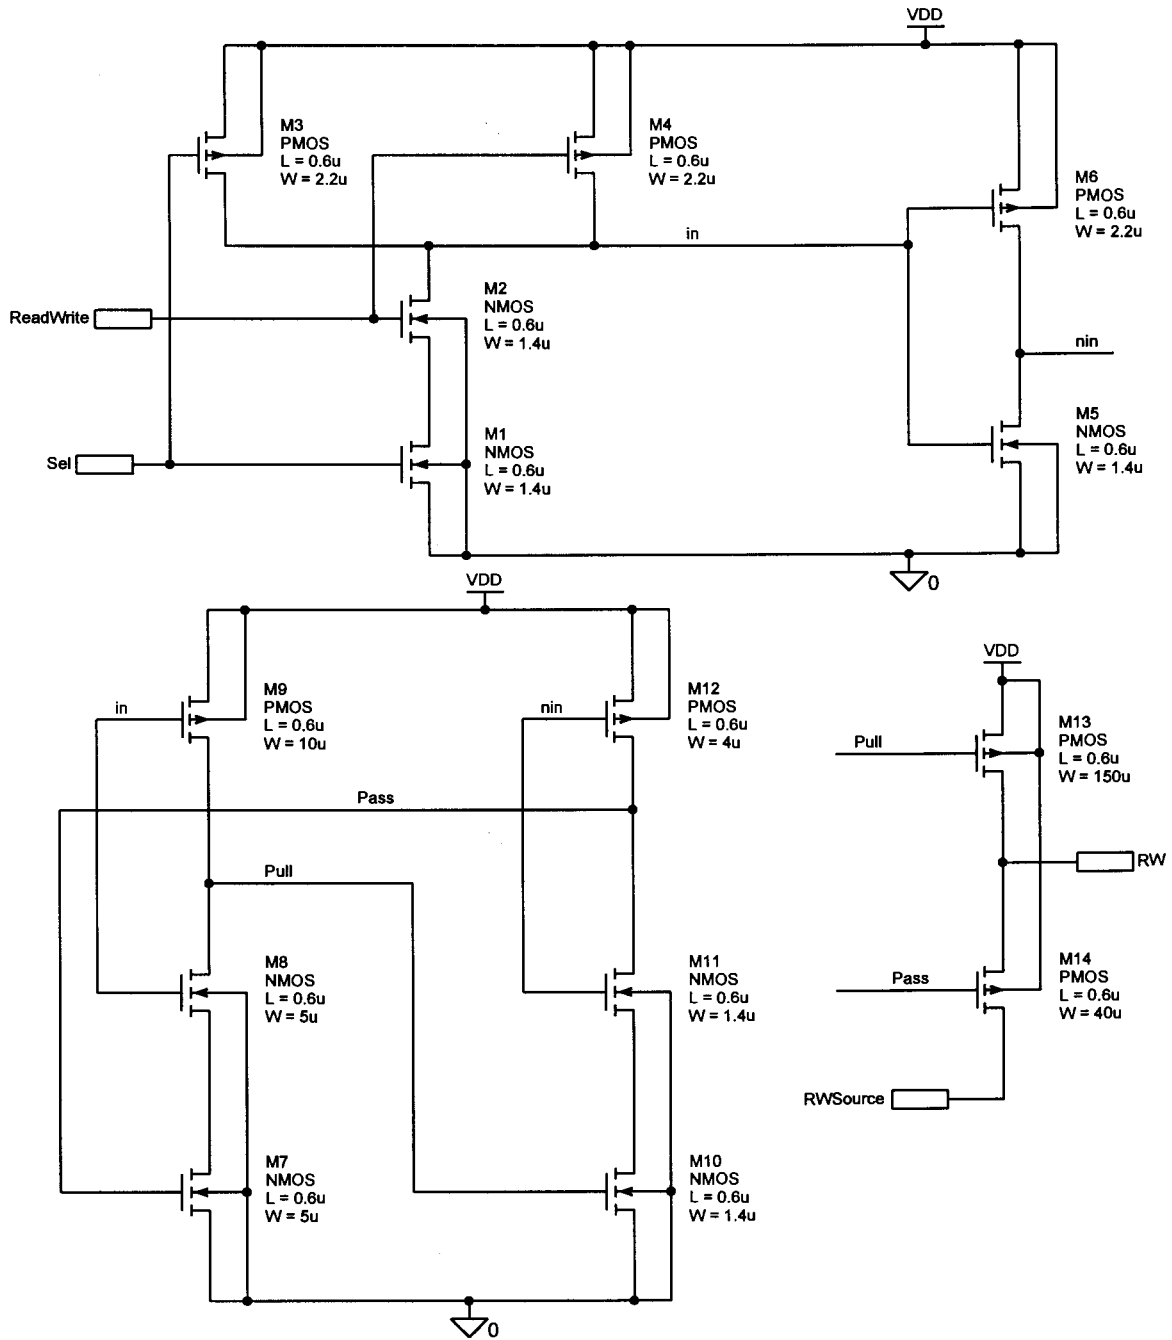 VDD
M3
PMOS
L = 0.6u
W = 2.2u
M4
PMOS
L = 0.6u
W = 2.2u
M6
PMOS
L = 0.6u
W = 2.2u
in
ReadWrite
M2
NMOS
L = 0.6u
W = 1.4u
nin
Sel
M1
NMOS
L = 0.6u
W = 1.4u
M5
NMOS
L = 0.6u
W = 1.4u
0
VDD
M9
PMOS
L = 0.6u
W = 10u
in
M12
PMOS
L = 0.6u
W = 4u
nin
Pass
Pull
M8
NMOS
L = 0.6u
W = 5u
M11
NMOS
L = 0.6u
W = 1.4u
M7
NMOS
L = 0.6u
W = 5u
M10
NMOS
L = 0.6u
W = 1.4u
0
VDD
M13
PMOS
L = 0.6u
W = 150u
Pull
RW
M14
PMOS
L = 0.6u
W = 40u
Pass
RWSource